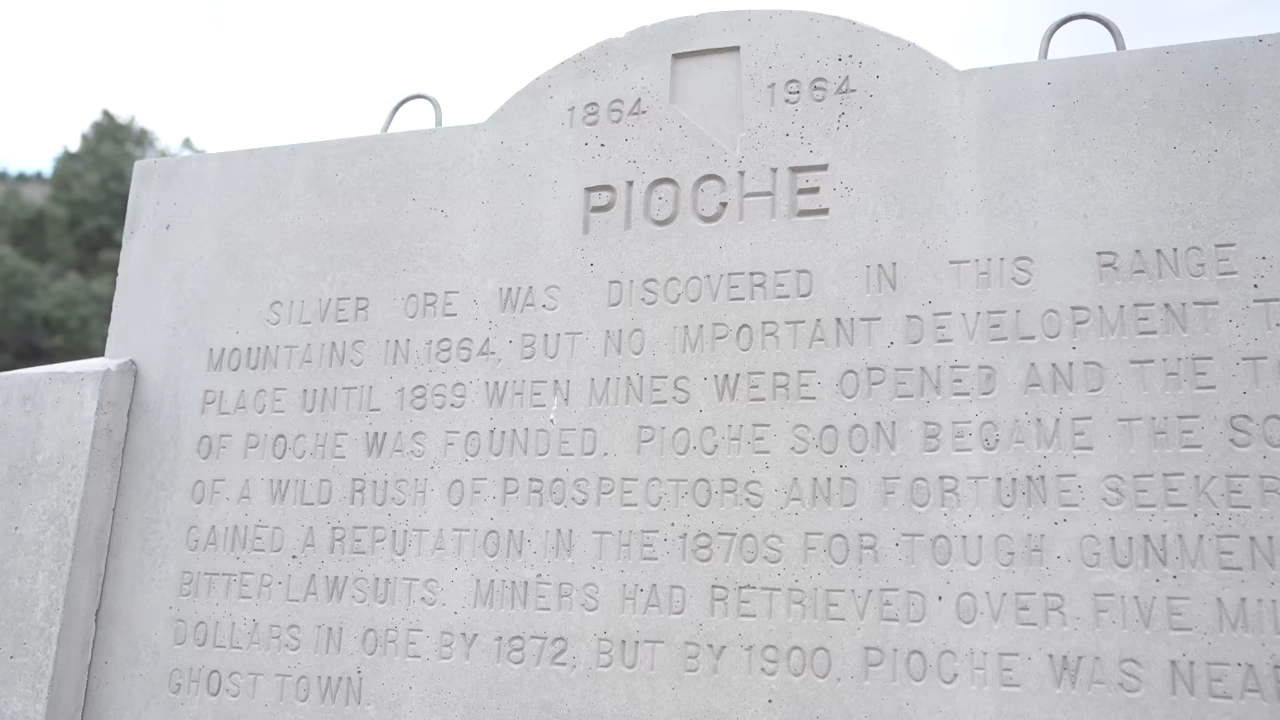 1864 1964
PIOCHE
SILVER ORE WAS DISCOVERED IN THIS RANGE
MOUNTAINS IN 1864, BUT NO IMPORTANT DEVELOPMENT
PLACE UNTIL 1869 WHEN MINES WERE OPENED AND THE
OF PIOCHE WAS FOUNDED. PIOCHE SOON BECAME THE
OF A WILD RUSH OF PROSPECTORS AND FORTUNE
GAINED A REPUTATION IN THE 1870S FOR TOUGH GUNMEN
BITTER LAWSUITS. MINERS HAD RETRIEVED OVER FIVE
DOLLARS IN ORE BY 1872, BUT BY 1900, PIOCHE WAS
GHOST TOWN.